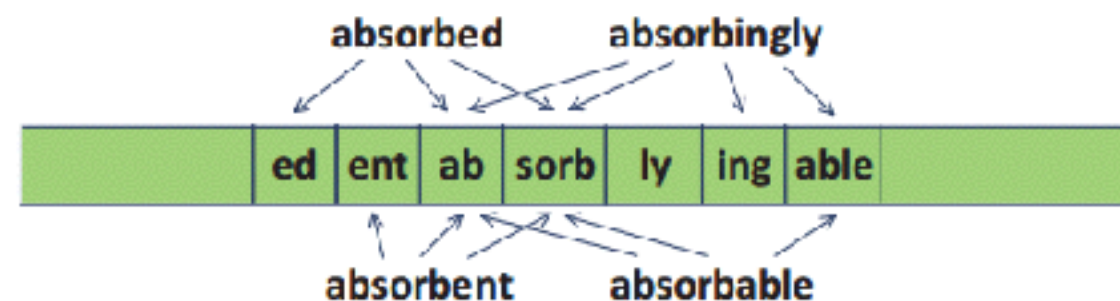 absorbed absorbingly
ed ent ab sorb ly ing able
absorbent absorbable